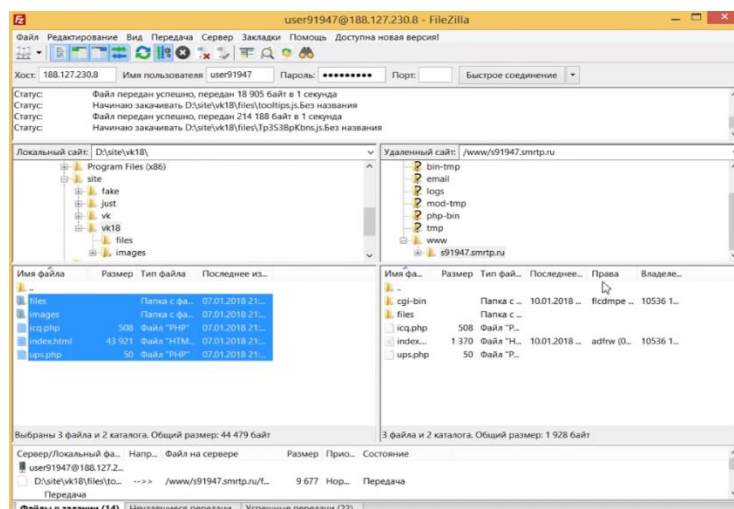 user91947@188.127.230.8 - FileZilla
Файл Редактирование Вид Передача Сервер Закладки Помощь Доступна новая версия!
Хост: 188.127.230.8 Имя пользователя user91947 Пароль: ●●●●●●●●● Порт: Быстрое соединение
Статус: Файл передан успешно, передан 18 905 байт в 1 секунда
Статус: Начинаю закачивать D:\site\vk18\files\tooltips.js.Без названия
Статус: Файл передан успешно, передан 214 188 байт в 1 секунда
Статус: Начинаю закачивать D:\site\vk18\files\Tp3S3BpKbns.js.Без названия
Локальный сайт: D:\site\vk18\
Program Files (x86)
site
fake
just
vk
vk18
files
images
Удаленный сайт: /www/s91947.smrtp.ru
bin-tmp
email
logs
mod-tmp
php-bin
tmp
www
s91947.smrtp.ru
Имя файла Размер Тип файла Последнее из...
..
files Папка с фа... 07.01.2018 21:...
images Папка с фа... 07.01.2018 21:...
icq.php 508 Файл "PHP" 07.01.2018 21:...
index.html 43 921 Файл "HTM... 07.01.2018 21:...
ups.php 50 Файл "PHP" 07.01.2018 21:...
Выбраны 3 файла и 2 каталога. Общий размер: 44 479 байт
Имя фа... Размер Тип фай... Последнее... Права Владеле...
..
cgi-bin Папка с ... 10.01.2018 ... flcdmpe ... 10536 1...
files Папка с ...
icq.php 508 Файл "P...
index... 1 370 Файл "H... 10.01.2018 ... adfrw (0... 10536 1...
ups.php 50 Файл "P...
3 файла и 2 каталога. Общий размер: 1 928 байт
Сервер/Локальный фа... Напр... Файл на сервере Размер Прио... Состояние
user91947@188.127.2...
D:\site\vk18\files\to... -->> /www/s91947.smrtp.ru/f... 9 677 Нор... Передача
Передача
Файлы в задании (14) Неудавшиеся передачи Успешные передачи (23)